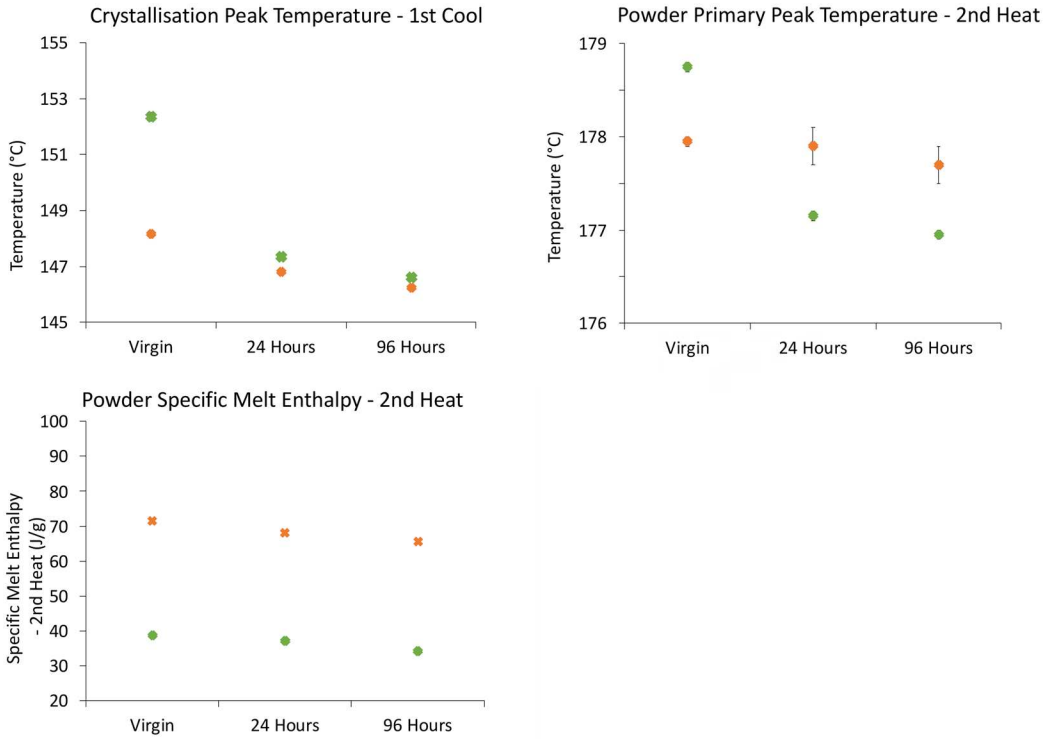 Crystallisation Peak Temperature - 1st Cool
155
153
151
149
147
145
Temperature (°C)
Virgin
24 Hours
96 Hours
Powder Primary Peak Temperature - 2nd Heat
179
178
177
176
Temperature (°C)
Virgin
24 Hours
96 Hours
Powder Specific Melt Enthalpy - 2nd Heat
100
90
80
70
60
50
40
30
20
Specific Melt Enthalpy
- 2nd Heat (J/g)
Virgin
24 Hours
96 Hours